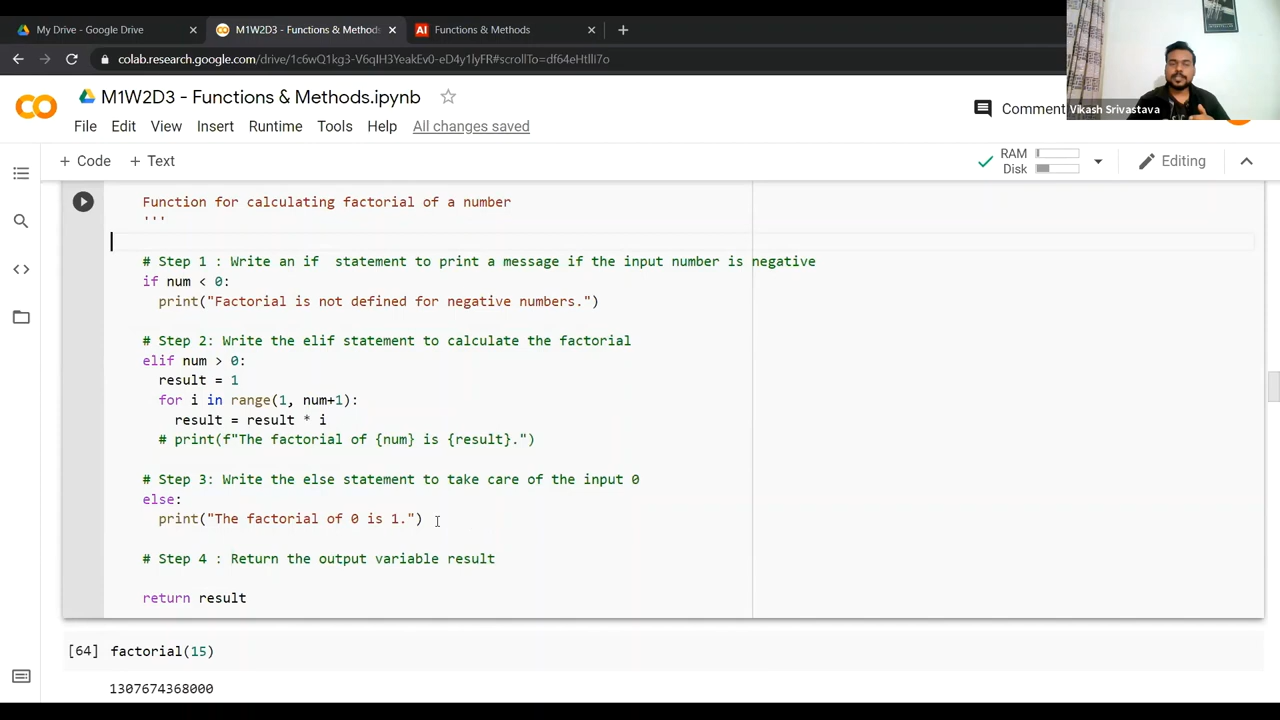 My Drive - Google Drive
M1W2D3 - Functions & Methods
Functions & Methods
colab.research.google.com/drive/1c6wQ1kg3-V6qIH3YeakEv0-eD4y1lyFR#scrollTo=df64eHtlli7o
Vikash Srivastava
M1W2D3 - Functions & Methods.ipynb
Comment
File Edit View Insert Runtime Tools Help All changes saved
+ Code + Text
RAM
Disk
Editing
Function for calculating factorial of a number
'''
# Step 1 : Write an if  statement to print a message if the input number is negative
if num < 0:
print("Factorial is not defined for negative numbers.")
# Step 2: Write the elif statement to calculate the factorial
elif num > 0:
result = 1
for i in range(1, num+1):
result = result * i
# print(f"The factorial of {num} is {result}.")
# Step 3: Write the else statement to take care of the input 0
else:
print("The factorial of 0 is 1.")
# Step 4 : Return the output variable result
return result
[64] factorial(15)
1307674368000